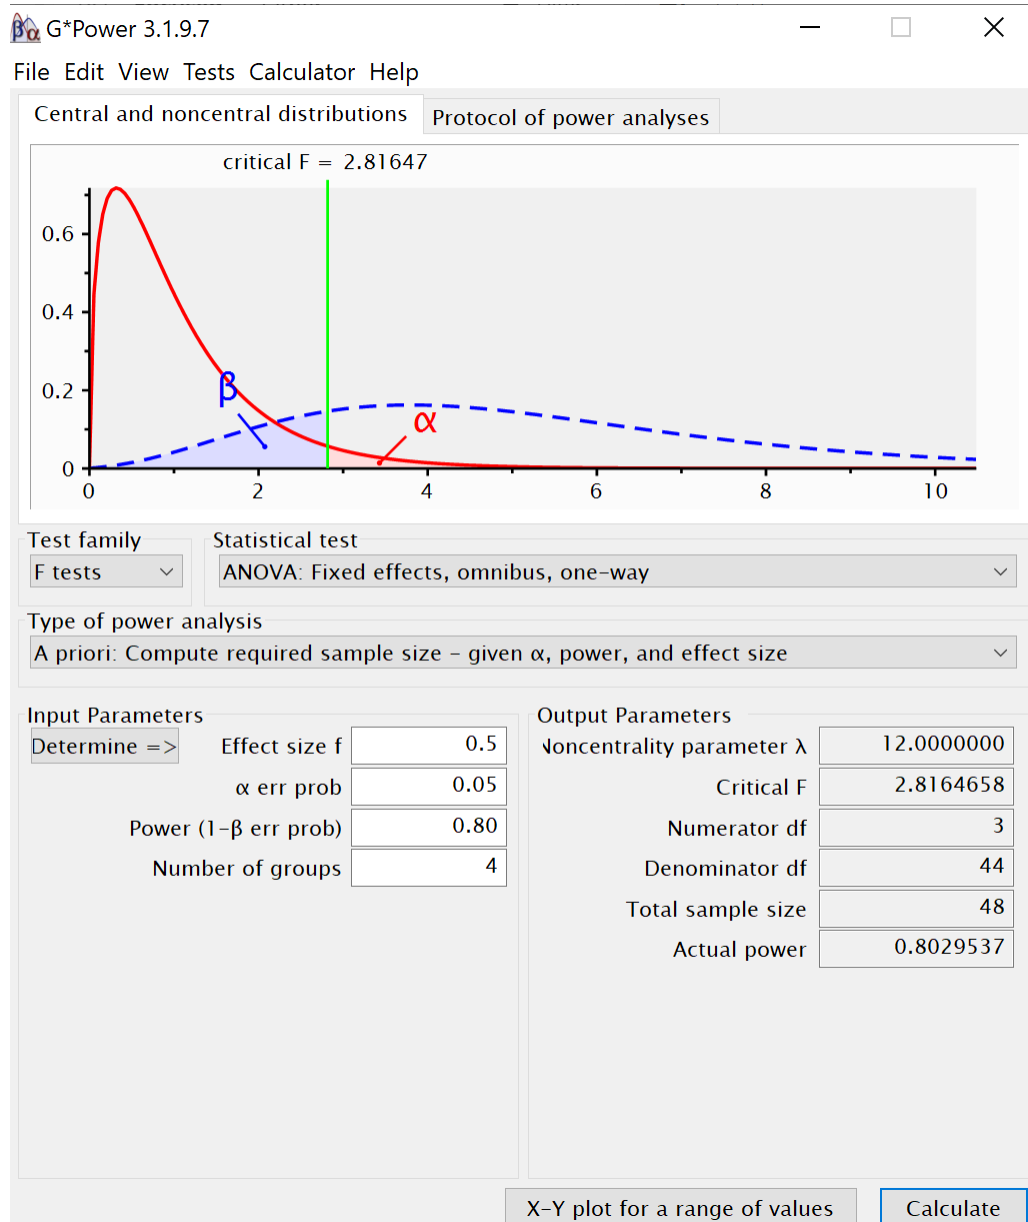 G*Power 3.1.9.7
File Edit View Tests Calculator Help
Central and noncentral distributions
Protocol of power analyses
critical F = 2.81647
0.6
0.4
0.2
0
β
α
0 2 4 6 8 10
Test family
Statistical test
F tests
ANOVA: Fixed effects, omnibus, one-way
Type of power analysis
A priori: Compute required sample size - given α, power, and effect size
Input Parameters
Determine =>
Effect size f 0.5
α err prob 0.05
Power (1-β err prob) 0.80
Number of groups 4
Output Parameters
Noncentrality parameter λ 12.0000000
Critical F 2.8164658
Numerator df 3
Denominator df 44
Total sample size 48
Actual power 0.8029537
X-Y plot for a range of values
Calculate